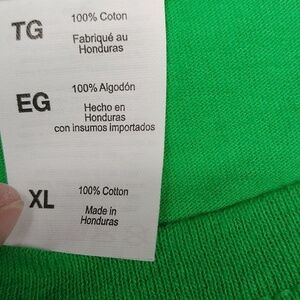 TG
100% Coton
Fabriqué au
Honduras
EG
100% Algodón
Hecho en
Honduras
con insumos importados
XL
100% Cotton
Made in
Honduras